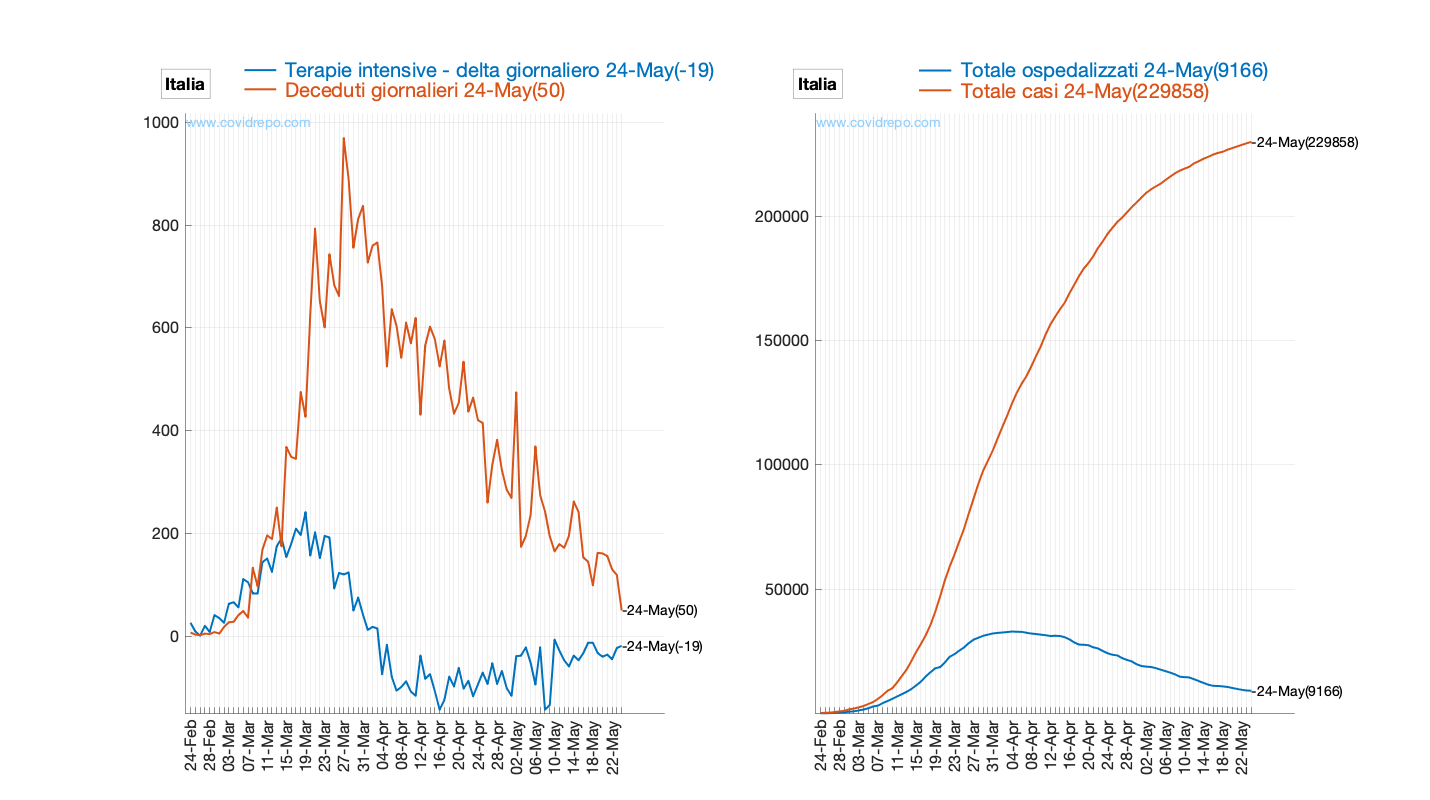 Italia
Terapie intensive - delta giornaliero 24-May(-19)
Deceduti giornalieri 24-May(50)
www.covidrepo.com
1000
800
600
400
200
0
-24-May(50)
-24-May(-19)
24-Feb
28-Feb
03-Mar
07-Mar
11-Mar
15-Mar
19-Mar
23-Mar
27-Mar
31-Mar
04-Apr
08-Apr
12-Apr
16-Apr
20-Apr
24-Apr
28-Apr
02-May
06-May
10-May
14-May
18-May
22-May
Italia
Totale ospedalizzati 24-May(9166)
Totale casi 24-May(229858)
www.covidrepo.com
200000
150000
100000
50000
-24-May(229858)
-24-May(9166)
24-Feb
28-Feb
03-Mar
07-Mar
11-Mar
15-Mar
19-Mar
23-Mar
27-Mar
31-Mar
04-Apr
08-Apr
12-Apr
16-Apr
20-Apr
24-Apr
28-Apr
02-May
06-May
10-May
14-May
18-May
22-May